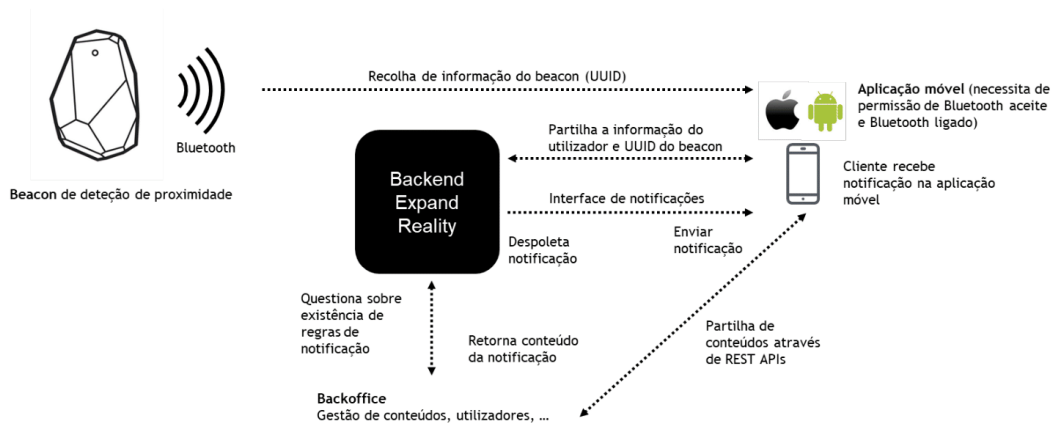 Recolha de informação do beacon (UUID)
Aplicação móvel (necessita de
permissão de Bluetooth aceite
e Bluetooth ligado)
Bluetooth
Beacon de deteção de proximidade
Partilha a informação do
utilizador e UUID do beacon
Cliente recebe
notificação na aplicação
móvel
Backend
Expand
Reality
Interface de notificações
Despoleta
notificação
Enviar
notificação
Questiona sobre
existência de
regras de
notificação
Retorna conteúdo
da notificação
Partilha de
conteúdos através
de REST APIs
Backoffice
Gestão de conteúdos, utilizadores, ...